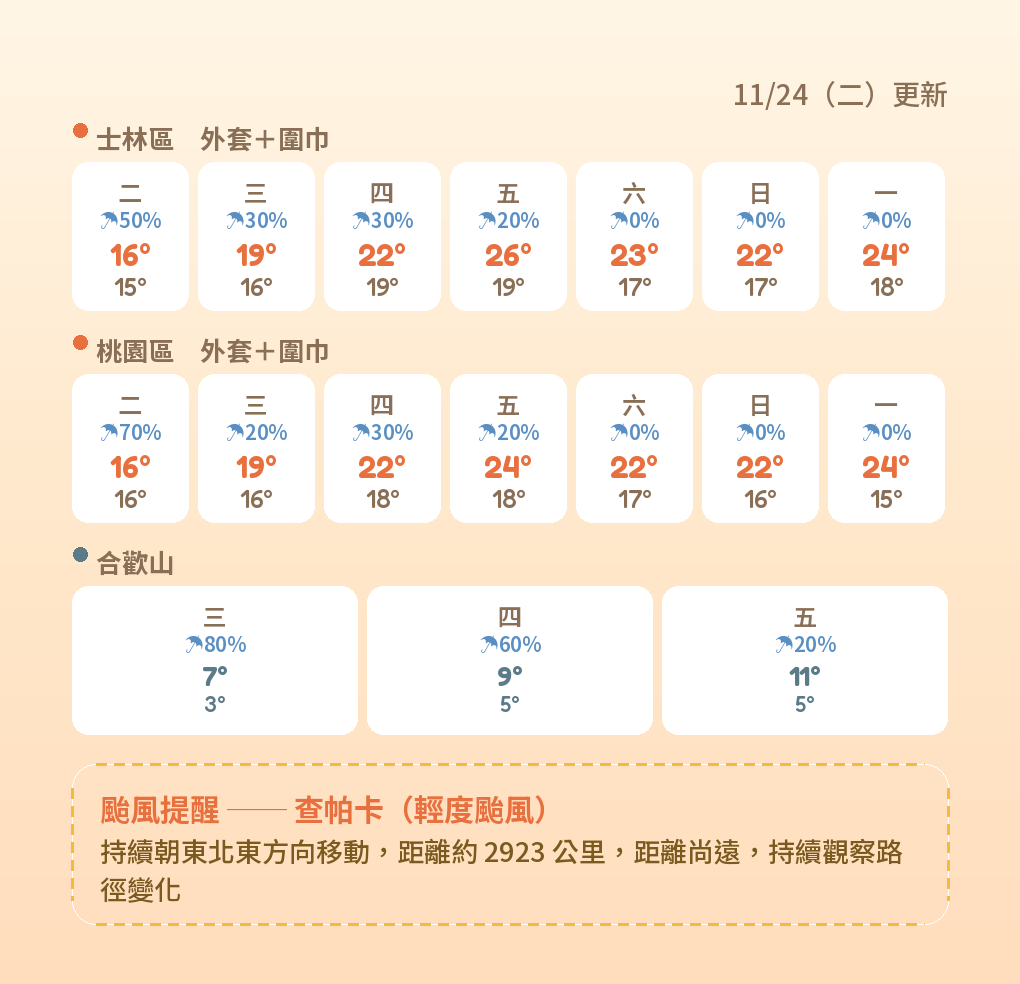 11/24（二）更新
士林區　外套＋圍巾
二 三 四 五 六 日 一
☂50% ☂30% ☂30% ☂20% ☂0% ☂0% ☂0%
16° 19° 22° 26° 23° 22° 24°
15° 16° 19° 19° 17° 17° 18°
桃園區　外套＋圍巾
二 三 四 五 六 日 一
☂70% ☂20% ☂30% ☂20% ☂0% ☂0% ☂0%
16° 19° 22° 24° 22° 22° 24°
16° 16° 18° 18° 17° 16° 15°
合歡山
三 四 五
☂80% ☂60% ☂20%
7° 9° 11°
3° 5° 5°
颱風提醒 —— 查帕卡（輕度颱風）
持續朝東北東方向移動，距離約 2923 公里，距離尚遠，持續觀察路
徑變化